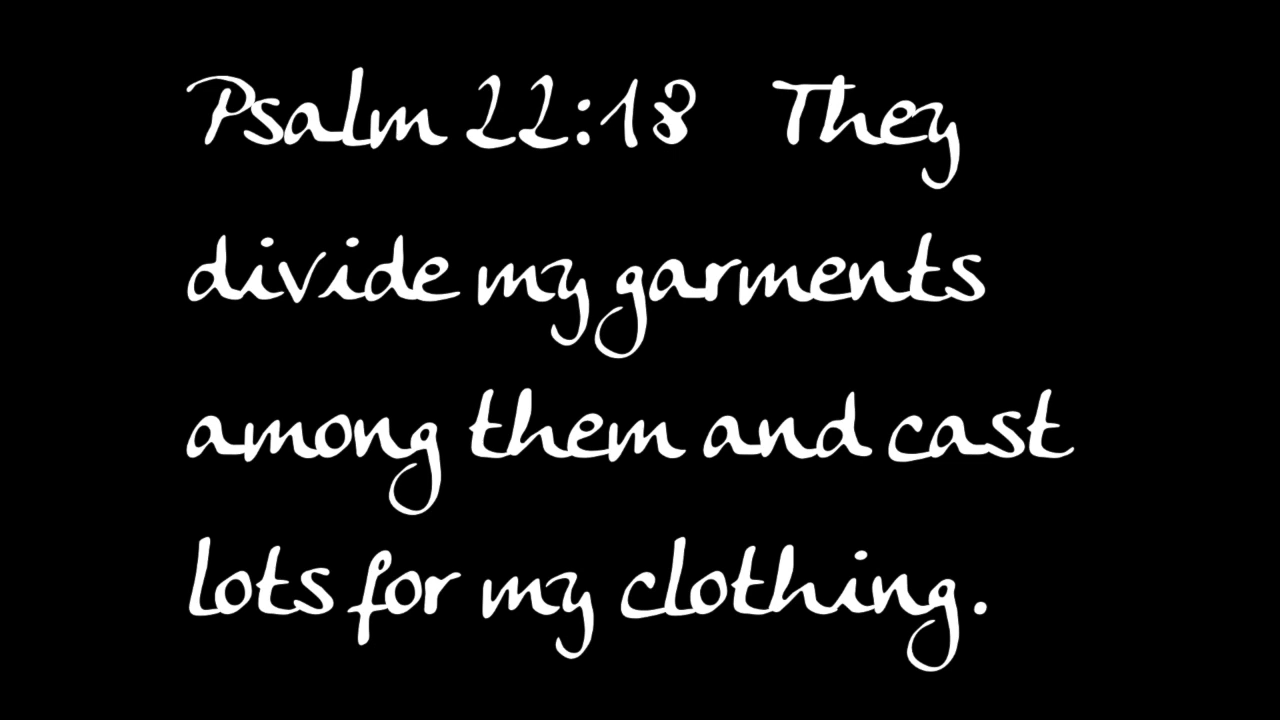 Psalm 22:18 They
divide my garments
among them and cast
lots for my clothing.